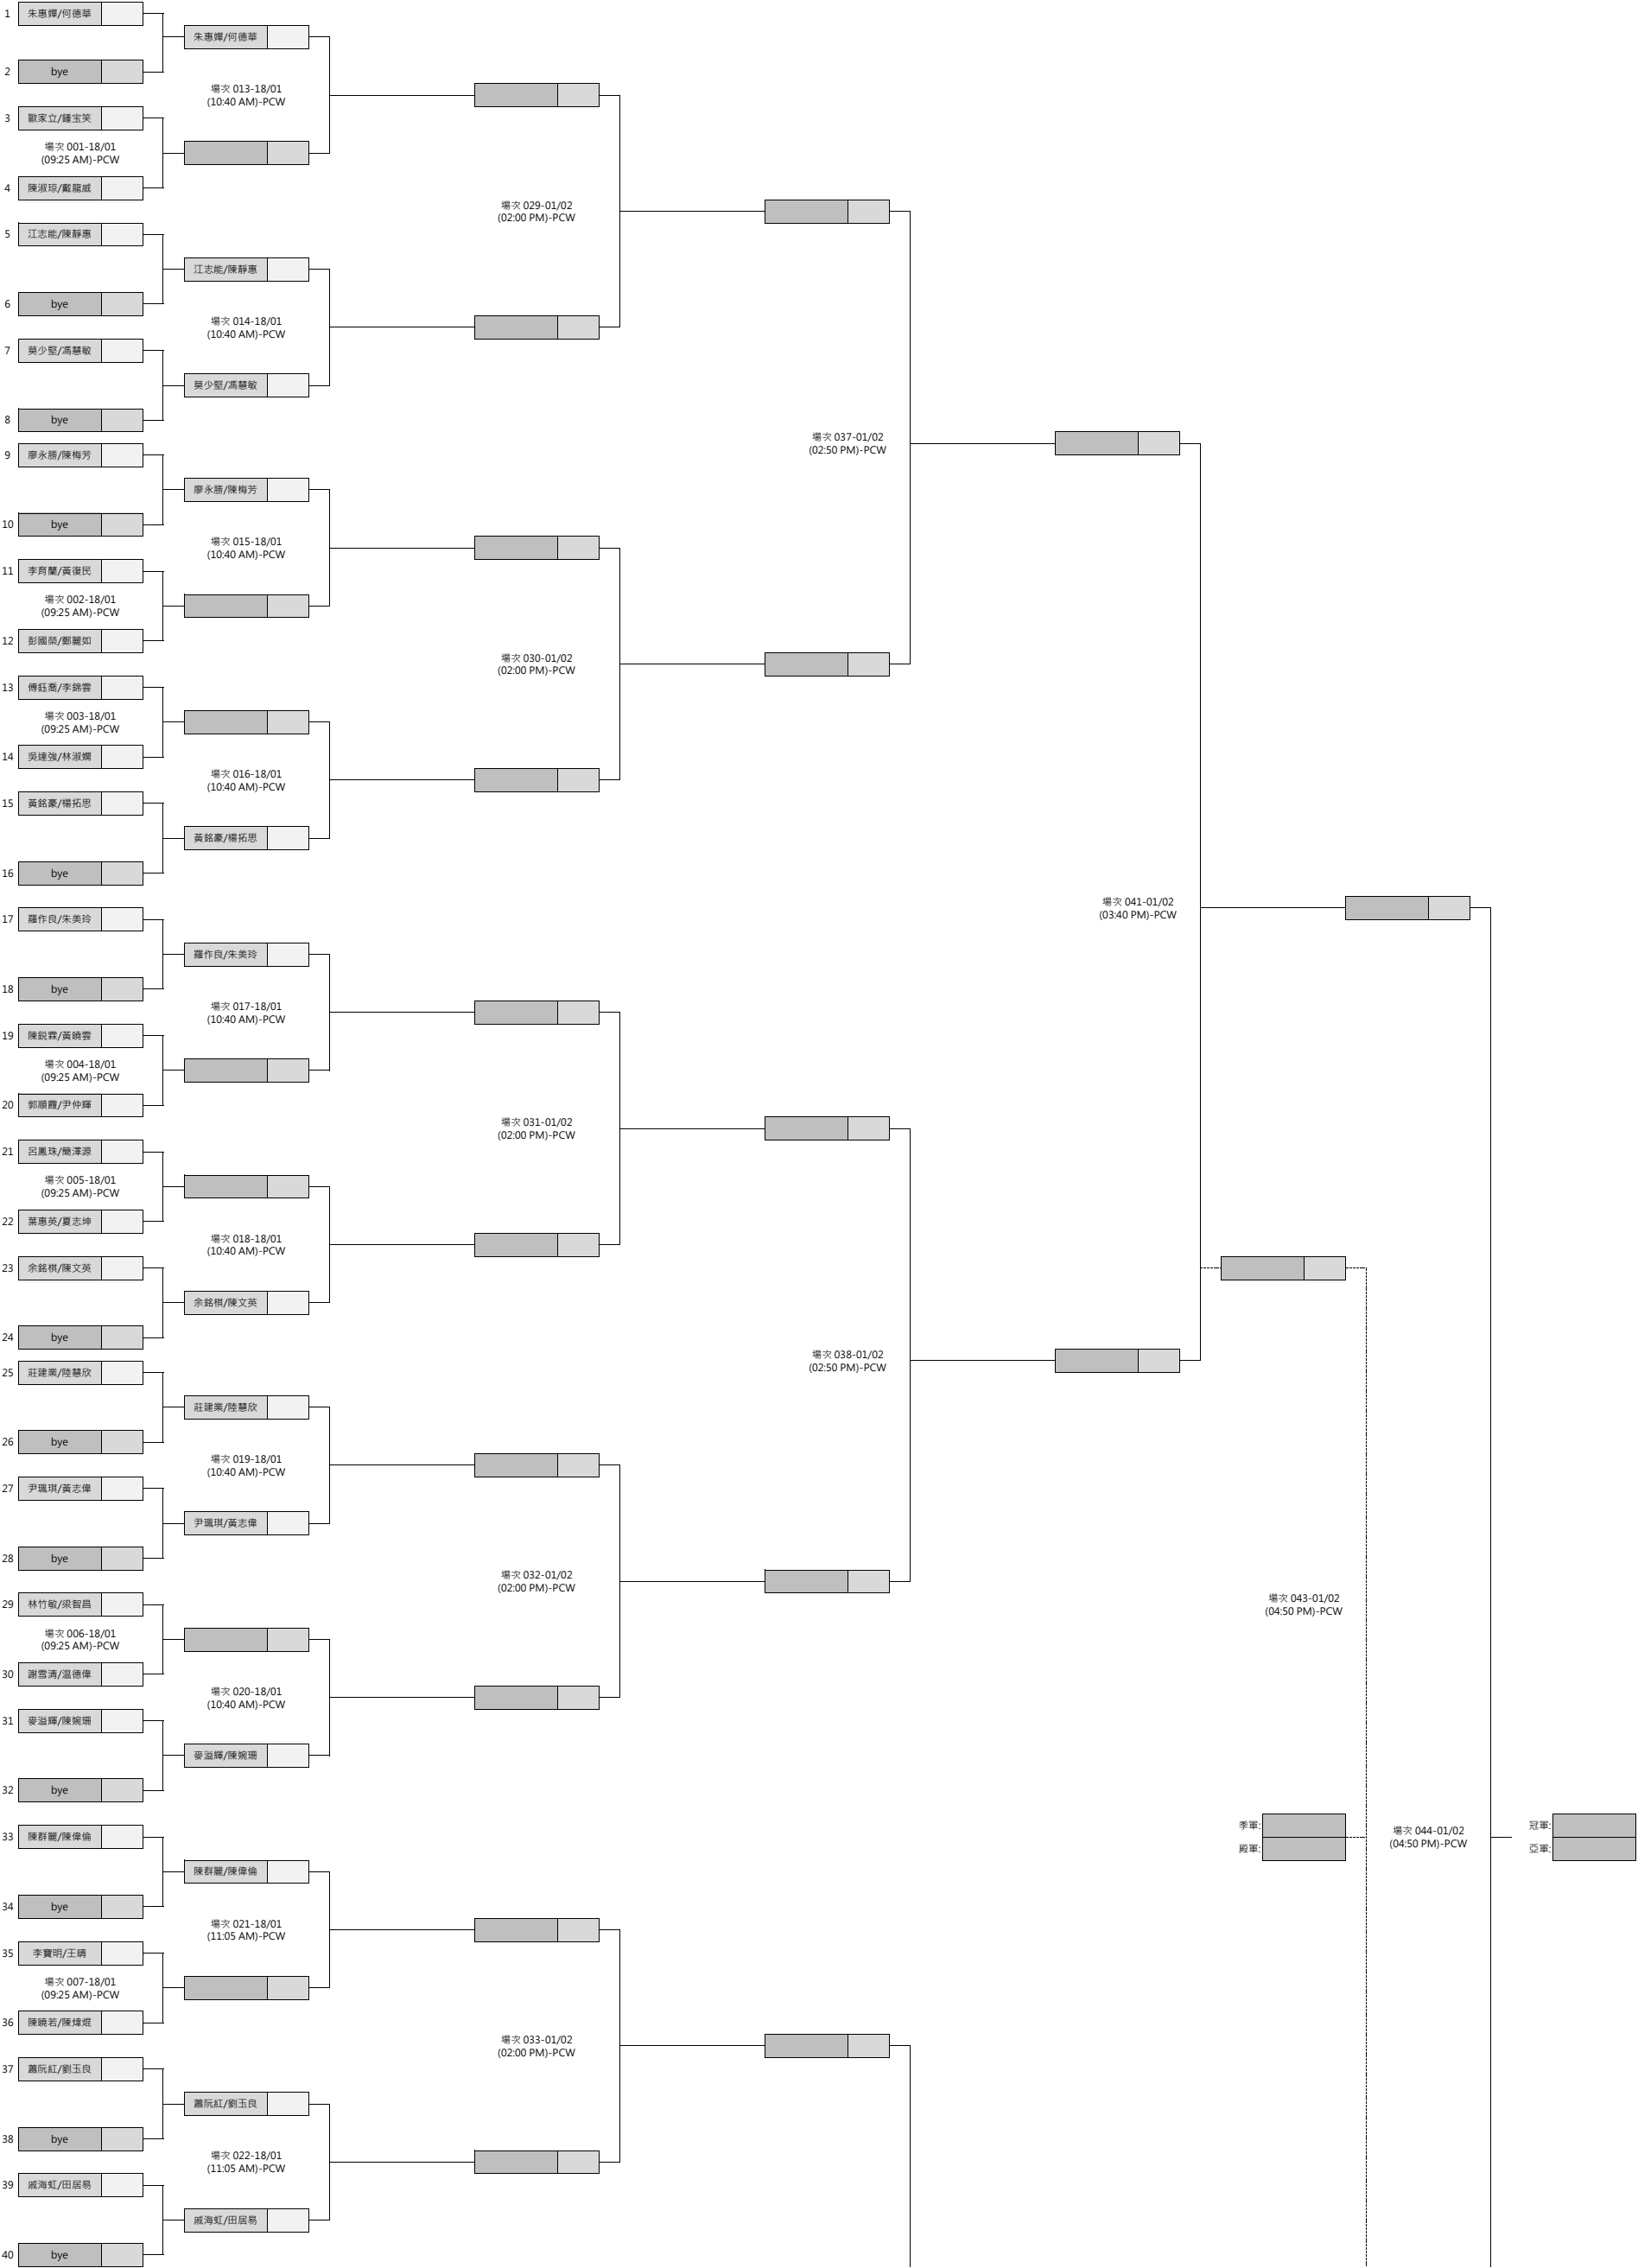 1 朱惠嬋/何德華
朱惠嬋/何德華
2 bye
場次 013-18/01
(10:40 AM)-PCW
3 歐家立/鍾宝笑
場次 001-18/01
(09:25 AM)-PCW
4 陳淑琼/戴龍威
場次 029-01/02
(02:00 PM)-PCW
5 江志能/陳靜惠
江志能/陳靜惠
6 bye
場次 014-18/01
(10:40 AM)-PCW
7 莫少堅/馮慧敏
莫少堅/馮慧敏
8 bye
場次 037-01/02
(02:50 PM)-PCW
9 廖永勝/陳梅芳
廖永勝/陳梅芳
10 bye
場次 015-18/01
(10:40 AM)-PCW
11 李育蘭/黃復民
場次 002-18/01
(09:25 AM)-PCW
12 彭國榮/鄭麗如
場次 030-01/02
(02:00 PM)-PCW
13 傅鈺喬/李錦雲
場次 003-18/01
(09:25 AM)-PCW
14 吳達強/林淑嫻
場次 016-18/01
(10:40 AM)-PCW
15 黃銘豪/楊拓思
黃銘豪/楊拓思
16 bye
場次 041-01/02
(03:40 PM)-PCW
17 羅作良/朱美玲
羅作良/朱美玲
18 bye
場次 017-18/01
(10:40 AM)-PCW
19 陳鋭霖/黃曉雲
場次 004-18/01
(09:25 AM)-PCW
20 郭順霞/尹仲輝
場次 031-01/02
(02:00 PM)-PCW
21 呂鳳珠/簡澤源
場次 005-18/01
(09:25 AM)-PCW
22 葉惠英/夏志坤
場次 018-18/01
(10:40 AM)-PCW
23 余銘棋/陳文英
余銘棋/陳文英
24 bye
場次 038-01/02
(02:50 PM)-PCW
25 莊建業/陸慧欣
莊建業/陸慧欣
26 bye
場次 019-18/01
(10:40 AM)-PCW
27 尹珮琪/黃志偉
尹珮琪/黃志偉
28 bye
場次 032-01/02
(02:00 PM)-PCW
29 林竹敏/梁智昌
場次 043-01/02
(04:50 PM)-PCW
場次 006-18/01
(09:25 AM)-PCW
30 謝雪清/温德偉
場次 020-18/01
(10:40 AM)-PCW
31 麥溢輝/陳婉珊
麥溢輝/陳婉珊
32 bye
33 陳群麗/陳偉倫
季軍:
殿軍:
場次 044-01/02
(04:50 PM)-PCW
冠軍:
亞軍:
陳群麗/陳偉倫
34 bye
場次 021-18/01
(11:05 AM)-PCW
35 李寶明/王晴
場次 007-18/01
(09:25 AM)-PCW
36 陳曉若/陳煒焜
場次 033-01/02
(02:00 PM)-PCW
37 蕭阮紅/劉玉良
蕭阮紅/劉玉良
38 bye
場次 022-18/01
(11:05 AM)-PCW
39 戚海虹/田居易
戚海虹/田居易
40 bye